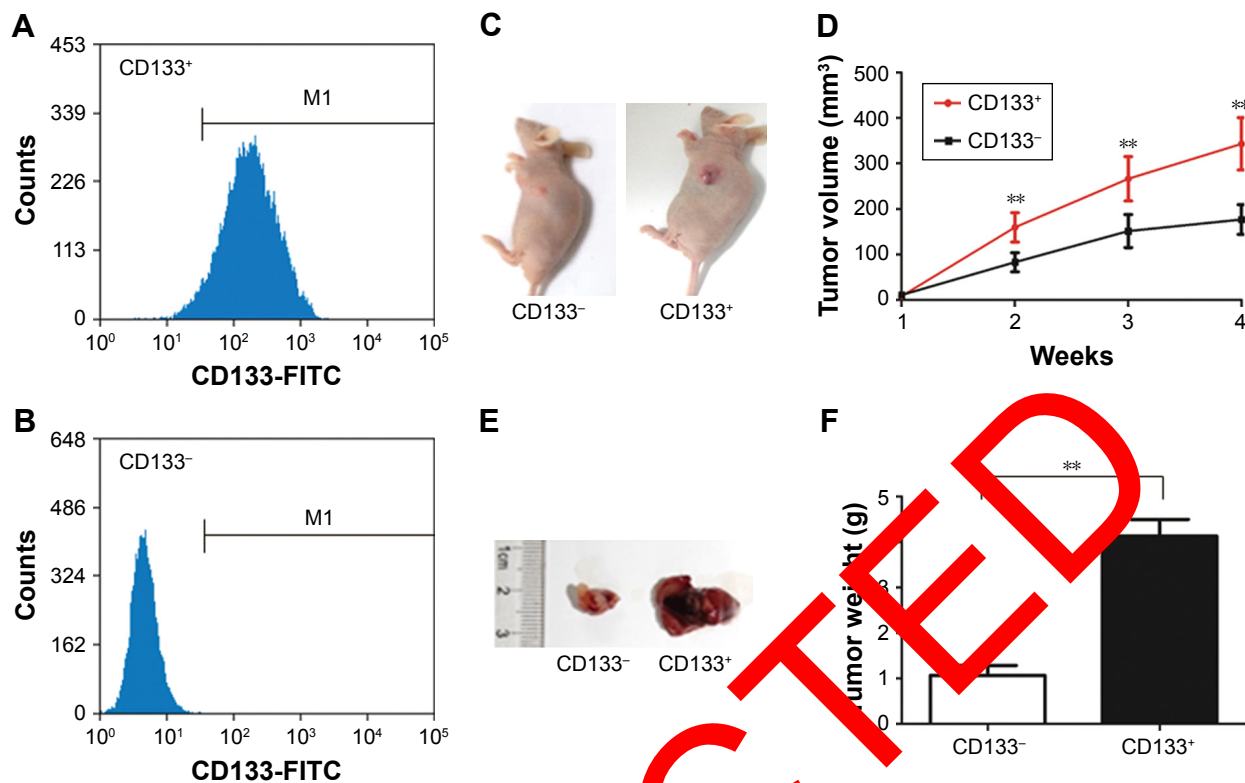 A
453
339
226
113
0
Counts
CD133+
M1
10⁰ 10¹ 10² 10³ 10⁴ 10⁵
CD133-FITC
B
648
486
324
162
0
Counts
CD133–
M1
10⁰ 10¹ 10² 10³ 10⁴ 10⁵
CD133-FITC
C
CD133– CD133+
D
Tumor volume (mm³)
500
400
300
200
100
0
CD133+
CD133–
**
**
**
1 2 3 4
Weeks
E
1cm
2
3
CD133– CD133+
F
Tumor weight (g)
5
3
2
1
0
**
CD133– CD133+
CTED